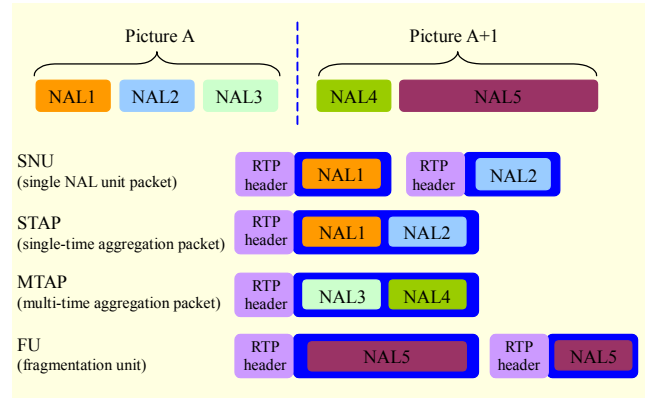 Picture A
Picture A+1
NAL1 NAL2 NAL3 NAL4 NAL5
SNU
(single NAL unit packet)
RTP
header
NAL1
RTP
header
NAL2
STAP
(single-time aggregation packet)
RTP
header
NAL1 NAL2
MTAP
(multi-time aggregation packet)
RTP
header
NAL3 NAL4
FU
(fragmentation unit)
RTP
header
NAL5
RTP
header
NAL5